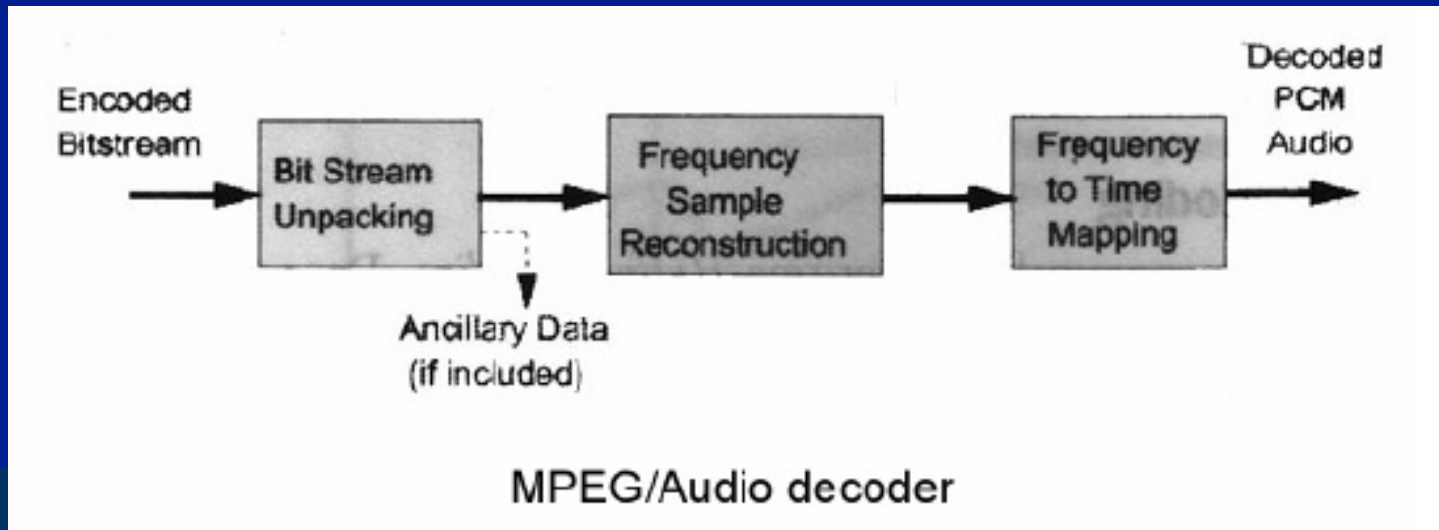 Encoded
Bitstream
Bit Stream
Unpacking
Ancillary Data
(if included)
Frequency
Sample
Reconstruction
Frequency
to Time
Mapping
Decoded
PCM
Audio
MPEG/Audio decoder